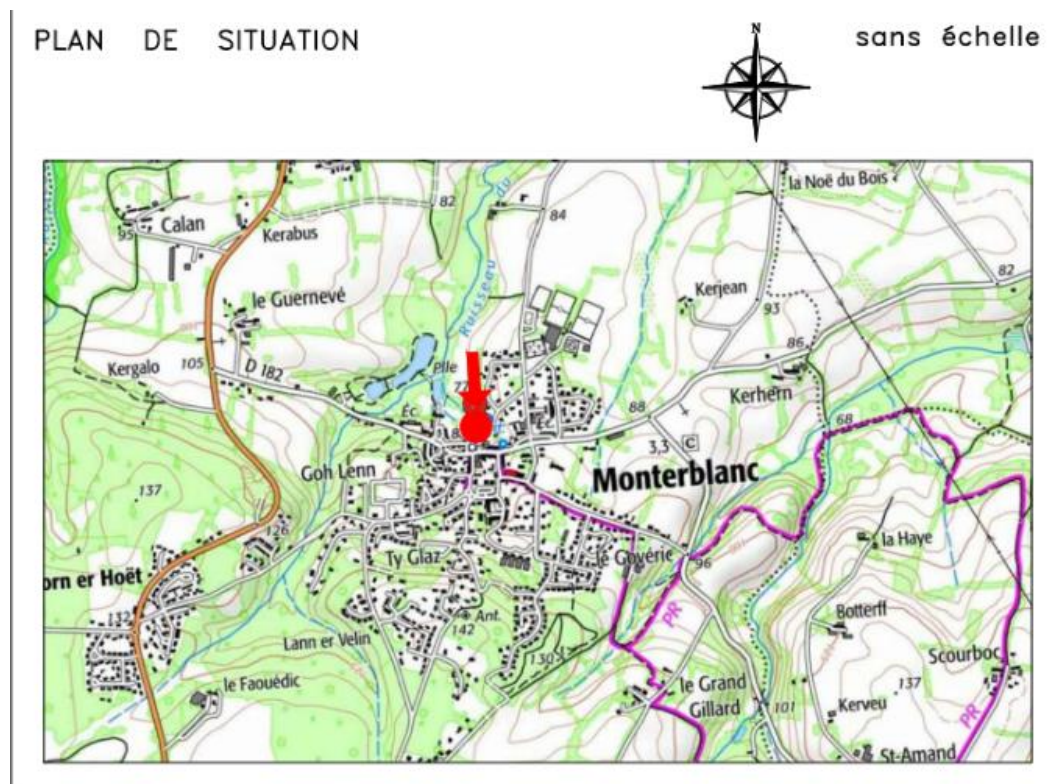 PLAN DE SITUATION
N
sans échelle
la Noë du Bois
82
84
Calan
95
Kerabus
Ruisseau du
82
le Guernevé
Kerjean
93
Kergalo
105
D 182
Plle
86
Kerhern
Éc.
88
68
3,3
C
Goh Lenn
Monterblanc
137
126
Ty Glaz
le Govérie
96
la Haye
orn er Hoët
132
Ant.
142
PR
Botterff
Lann er Velin
130
Scourboc
le Faouëdic
le Grand
Gillard
137
101
Kerveu
PR
St-Amand